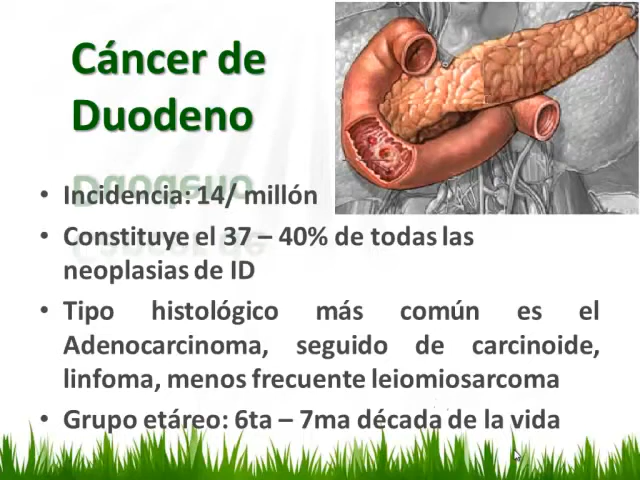 Cáncer de
Duodeno
• Incidencia: 14/ millón
• Constituye el 37 – 40% de todas las
neoplasias de ID
• Tipo histológico más común es el
Adenocarcinoma, seguido de carcinoide,
linfoma, menos frecuente leiomiosarcoma
• Grupo etáreo: 6ta – 7ma década de la vida